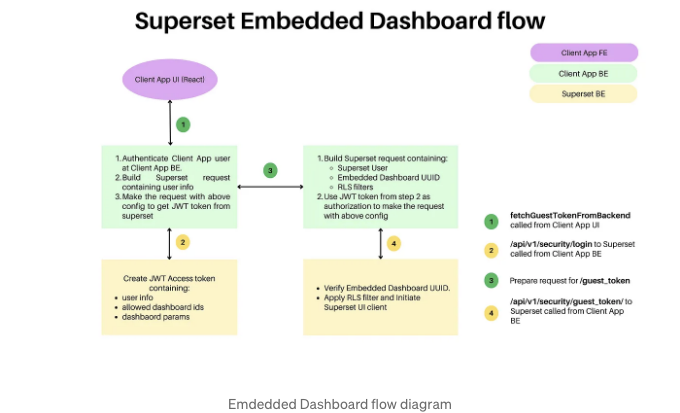 Superset Embedded Dashboard flow
Client App FE
Client App BE
Superset BE
Client App UI (React)
1
1.Authenticate Client App user
at Client App BE.
2.Build Superset request
containing user info
3.Make the request with above
config to get JWT token from
superset
3
1.Build Superset request containing:
Superset User
Embedded Dashboard UUID
RLS filters
2.Use JWT token from step 2 as
authorization to make the request
with above config
2
4
Create JWT Access token
containing:
user info
allowed dashboard ids
dashbaord params
Verify Embedded Dashboard UUID.
Apply RLS filter and Initiate
Superset UI client
1
fetchGuestTokenFromBackend
called from Client App UI
2
/api/v1/security/login to Superset
called from Client App BE
3
Prepare request for /guest_token
4
/api/v1/security/guest_token/ to
Superset called from Client App
BE
Emdedded Dashboard flow diagram